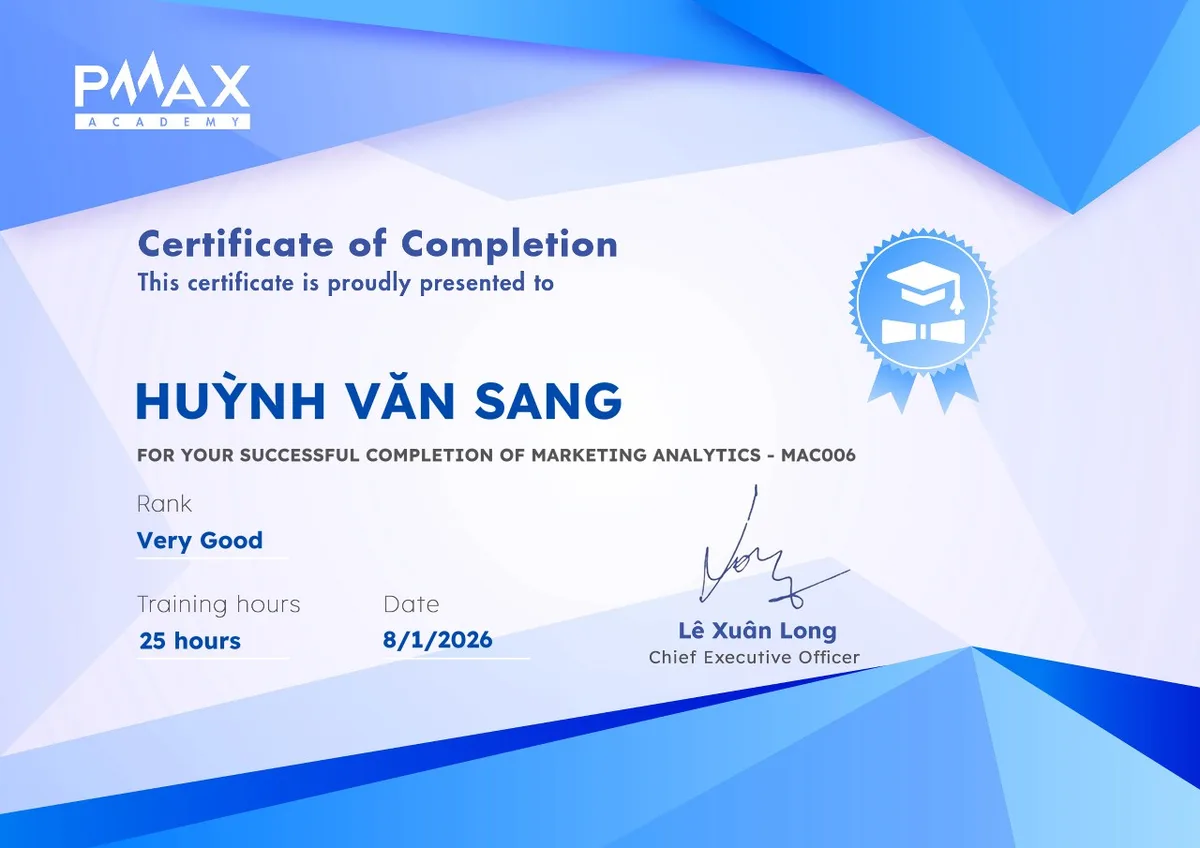 PMAX
ACADEMY
Certificate of Completion
This certificate is proudly presented to
HUỲNH VĂN SANG
FOR YOUR SUCCESSFUL COMPLETION OF MARKETING ANALYTICS - MAC006
Rank
Very Good
Training hours
25 hours
Date
8/1/2026
Lê Xuân Long
Chief Executive Officer